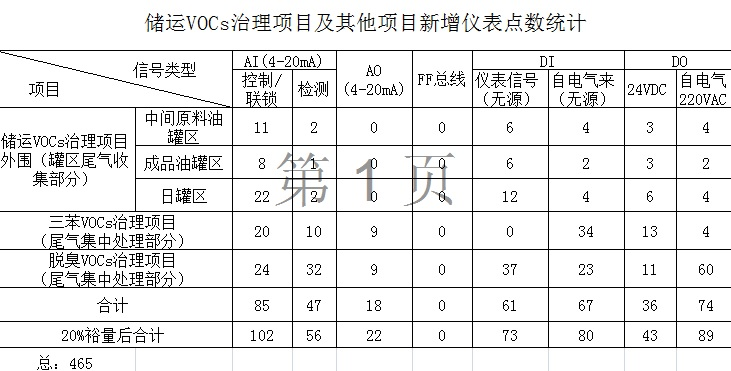 储运VOCs治理项目及其他项目新增仪表点数统计
信号类型 AI(4-20mA) AO (4-20mA) FF总线 DI DO
项目 控制/联锁 检测 仪表信号(无源) 自电气来(无源) 24VDC 自电气220VAC
储运VOCs治理项目外围（罐区尾气收集部分）
中间原料油罐区 11 2 0 0 6 4 3 4
成品油罐区 8 1 0 0 6 2 3 2
日罐区 22 2 0 0 12 4 6 4
三苯VOCs治理项目（尾气集中处理部分） 20 10 9 0 0 34 13 4
脱臭VOCs治理项目（尾气集中处理部分） 24 32 9 0 37 23 11 60
合计 85 47 18 0 61 67 36 74
20%裕量后合计 102 56 22 0 73 80 43 89
总：465
第 1 页